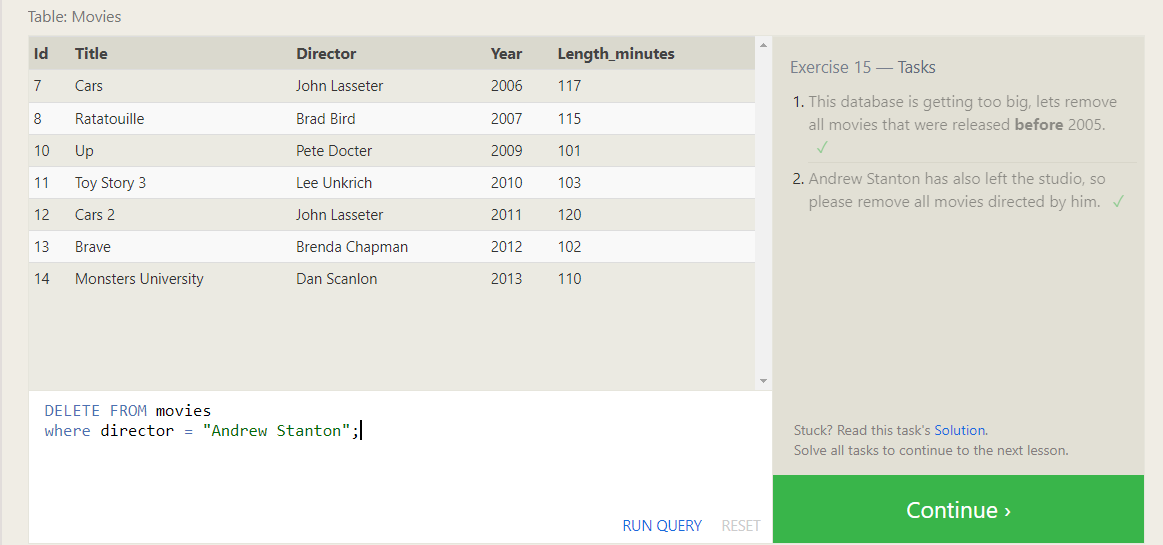 Table: Movies
Id Title Director Year Length_minutes
7 Cars John Lasseter 2006 117
8 Ratatouille Brad Bird 2007 115
10 Up Pete Docter 2009 101
11 Toy Story 3 Lee Unkrich 2010 103
12 Cars 2 John Lasseter 2011 120
13 Brave Brenda Chapman 2012 102
14 Monsters University Dan Scanlon 2013 110
DELETE FROM movies
where director = "Andrew Stanton";
RUN QUERY RESET
Exercise 15 — Tasks
1. This database is getting too big, lets remove
all movies that were released before 2005.
✓
2. Andrew Stanton has also left the studio, so
please remove all movies directed by him. ✓
Stuck? Read this task's Solution.
Solve all tasks to continue to the next lesson.
Continue ›